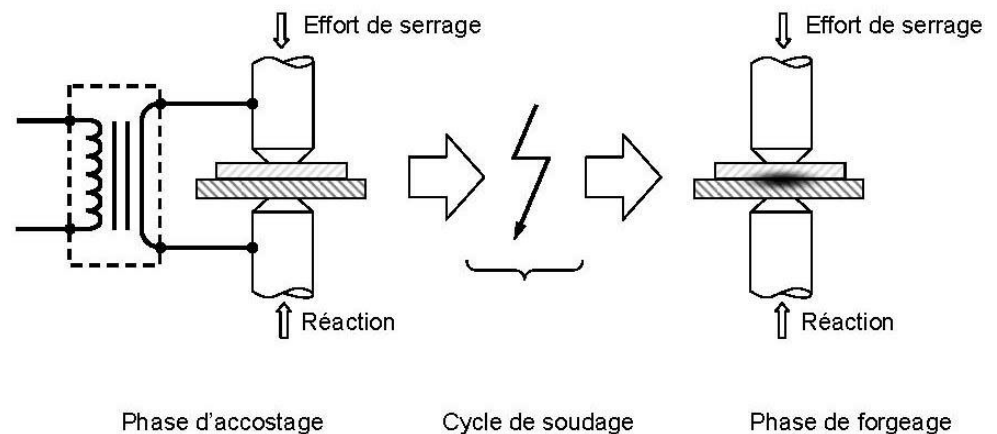 Effort de serrage
Effort de serrage
Réaction
Réaction
Phase d'accostage
Cycle de soudage
Phase de forgeage